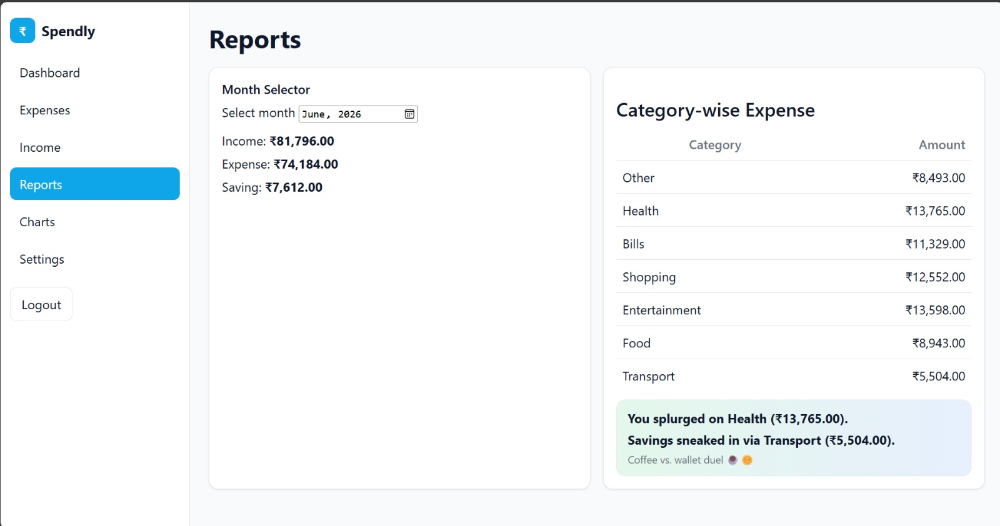 ₹ Spendly
Dashboard
Expenses
Income
Reports
Charts
Settings
Logout
Reports
Month Selector
Select month June, 2026
Income: ₹81,796.00
Expense: ₹74,184.00
Saving: ₹7,612.00
Category-wise Expense
Category Amount
Other ₹8,493.00
Health ₹13,765.00
Bills ₹11,329.00
Shopping ₹12,552.00
Entertainment ₹13,598.00
Food ₹8,943.00
Transport ₹5,504.00
You splurged on Health (₹13,765.00).
Savings sneaked in via Transport (₹5,504.00).
Coffee vs. wallet duel